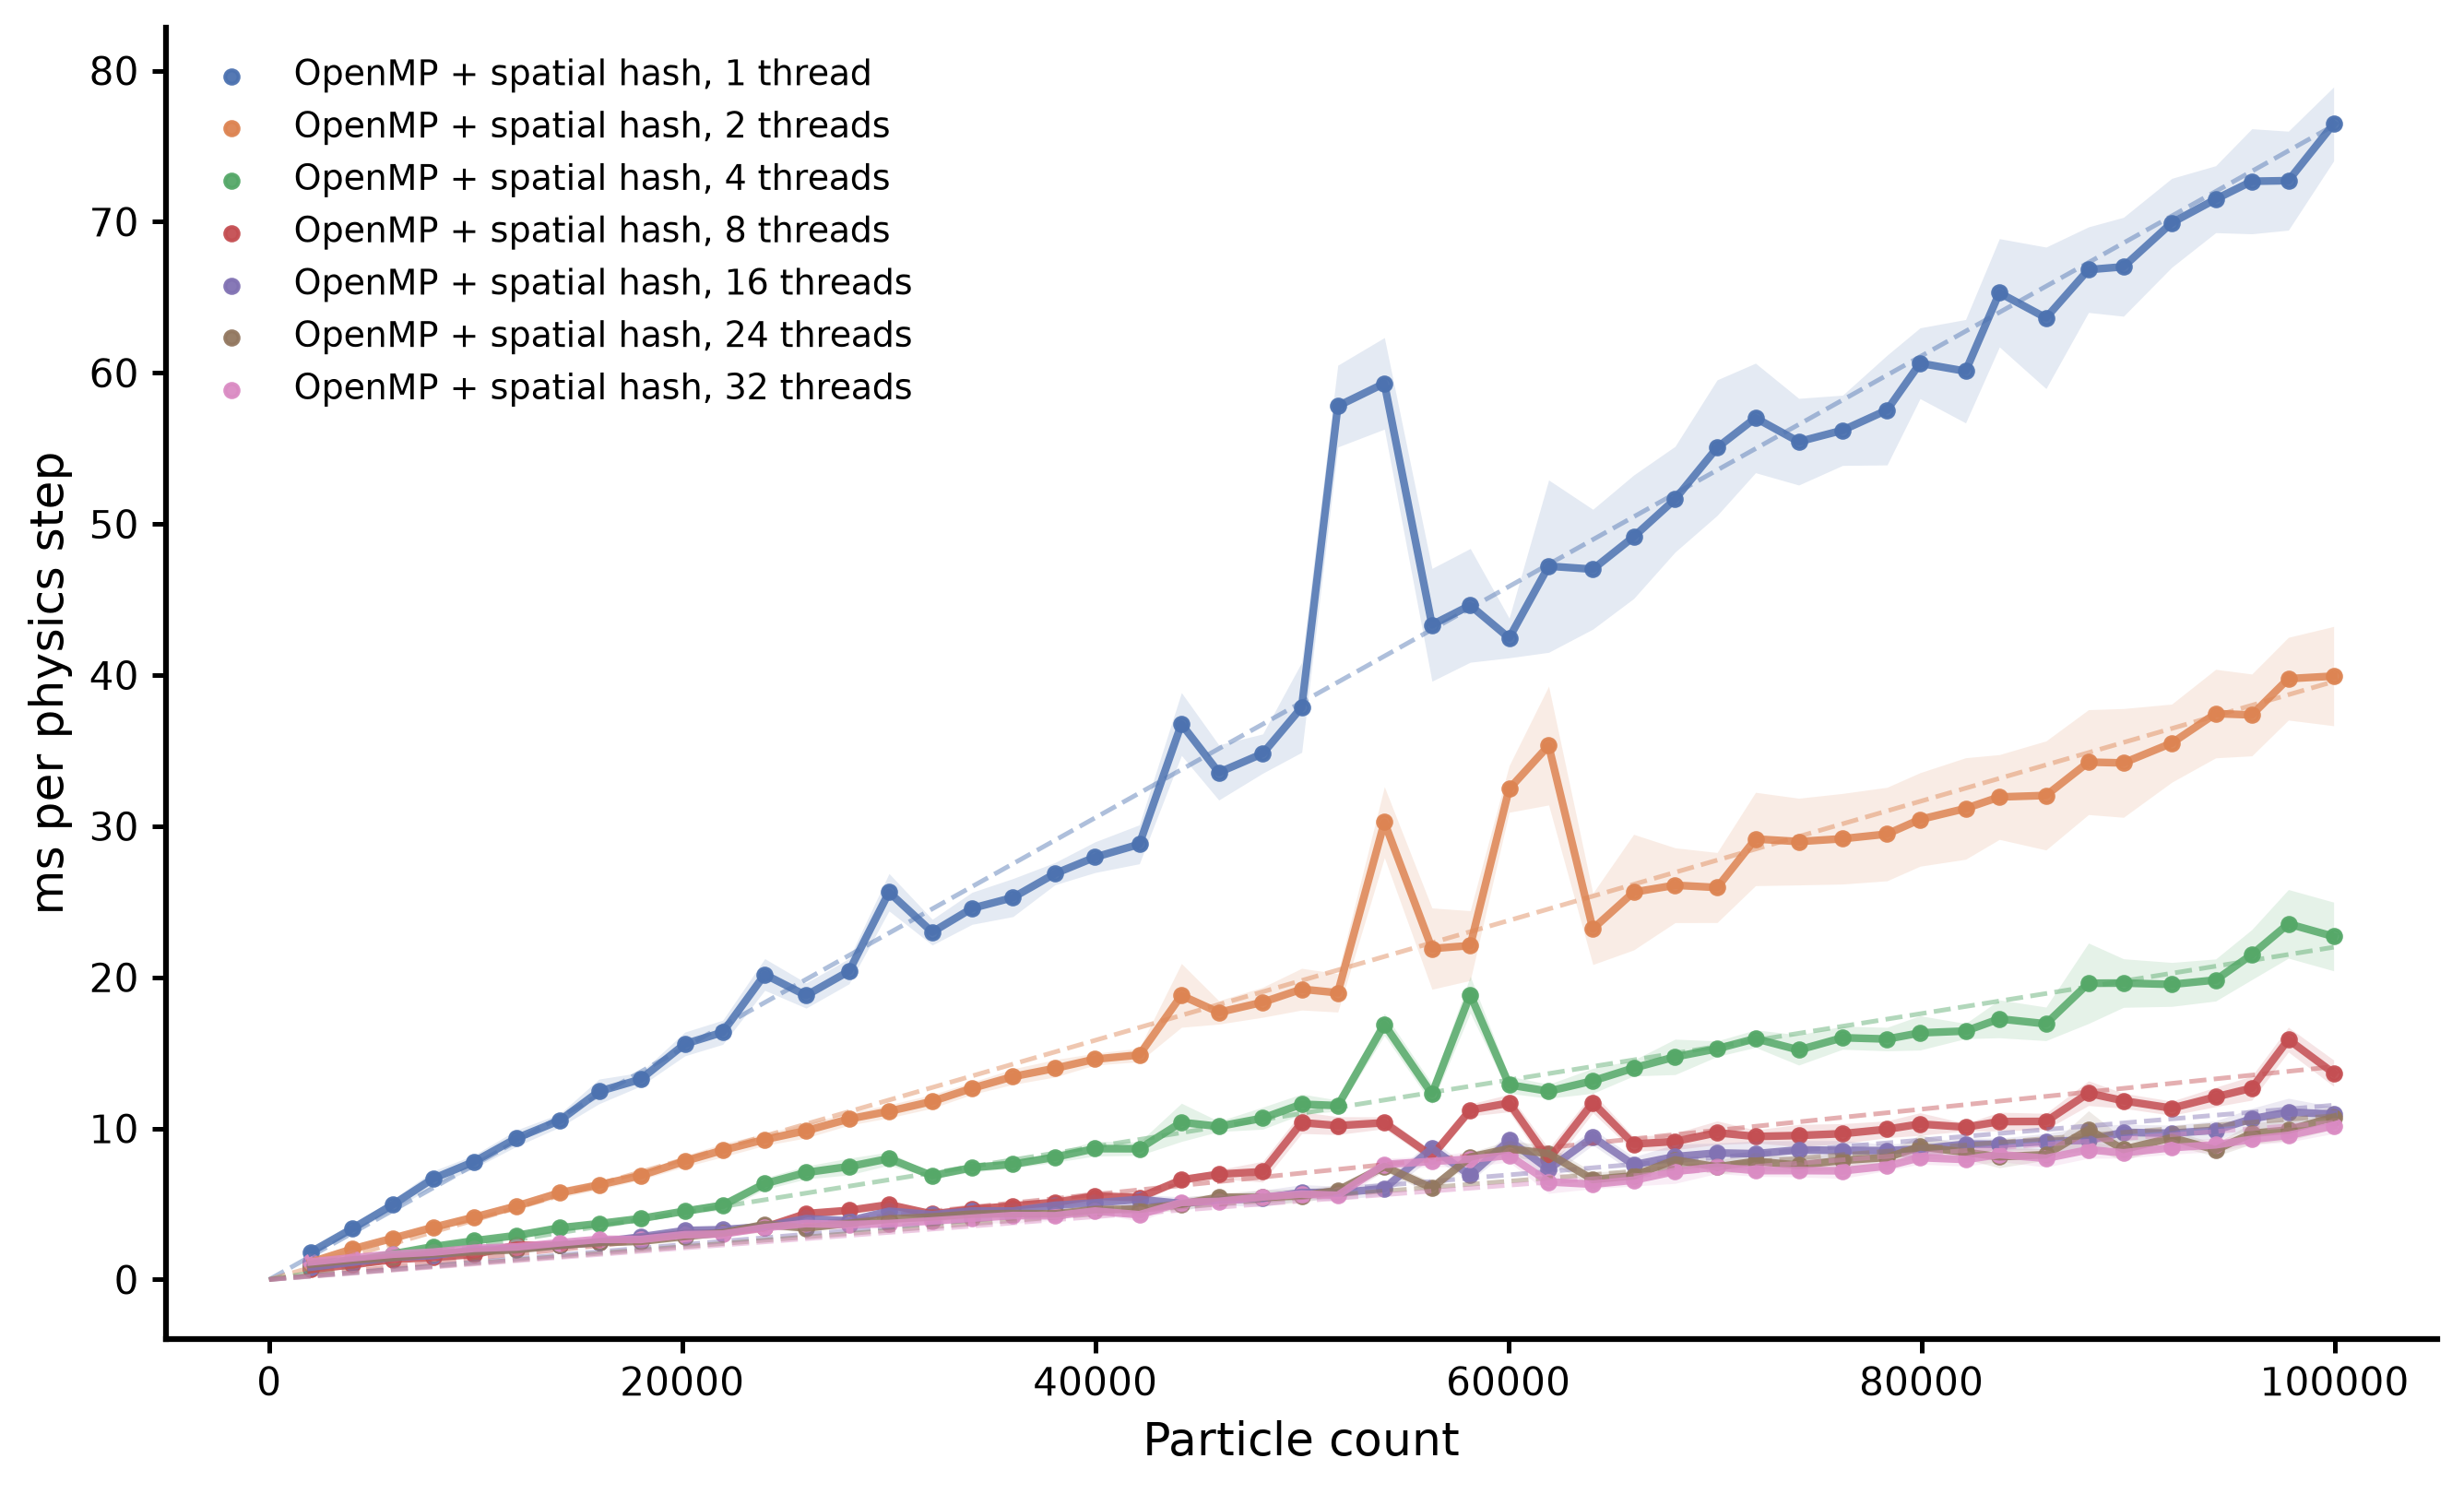 80
70
60
50
40
30
20
10
0
ms per physics step
OpenMP + spatial hash, 1 thread
OpenMP + spatial hash, 2 threads
OpenMP + spatial hash, 4 threads
OpenMP + spatial hash, 8 threads
OpenMP + spatial hash, 16 threads
OpenMP + spatial hash, 24 threads
OpenMP + spatial hash, 32 threads
0 20000 40000 60000 80000 100000
Particle count